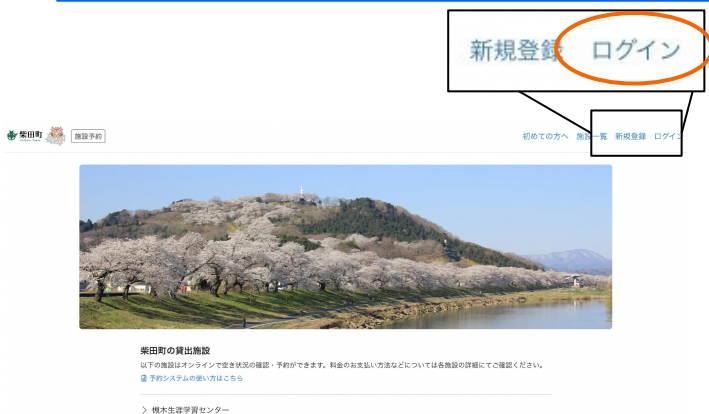 新規登録 ログイン
柴田町 施設予約
初めての方へ 施設一覧 新規登録 ログイン
柴田町の貸出施設
以下の施設はオンラインで空き状況の確認・予約ができます。料金のお支払い方法などについては各施設の詳細にてご確認ください。
予約システムの使い方はこちら
槻木生涯学習センター